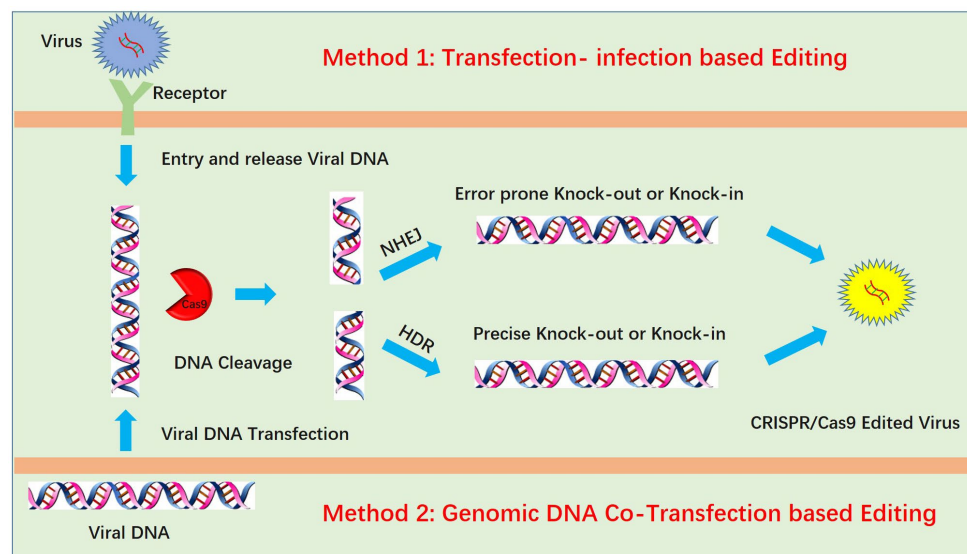 Virus
Method 1: Transfection- infection based Editing
Receptor
Entry and release Viral DNA
Error prone Knock-out or Knock-in
NHEJ
Cas9
HDR
Precise Knock-out or Knock-in
DNA Cleavage
CRISPR/Cas9 Edited Virus
Viral DNA Transfection
Viral DNA
Method 2: Genomic DNA Co-Transfection based Editing